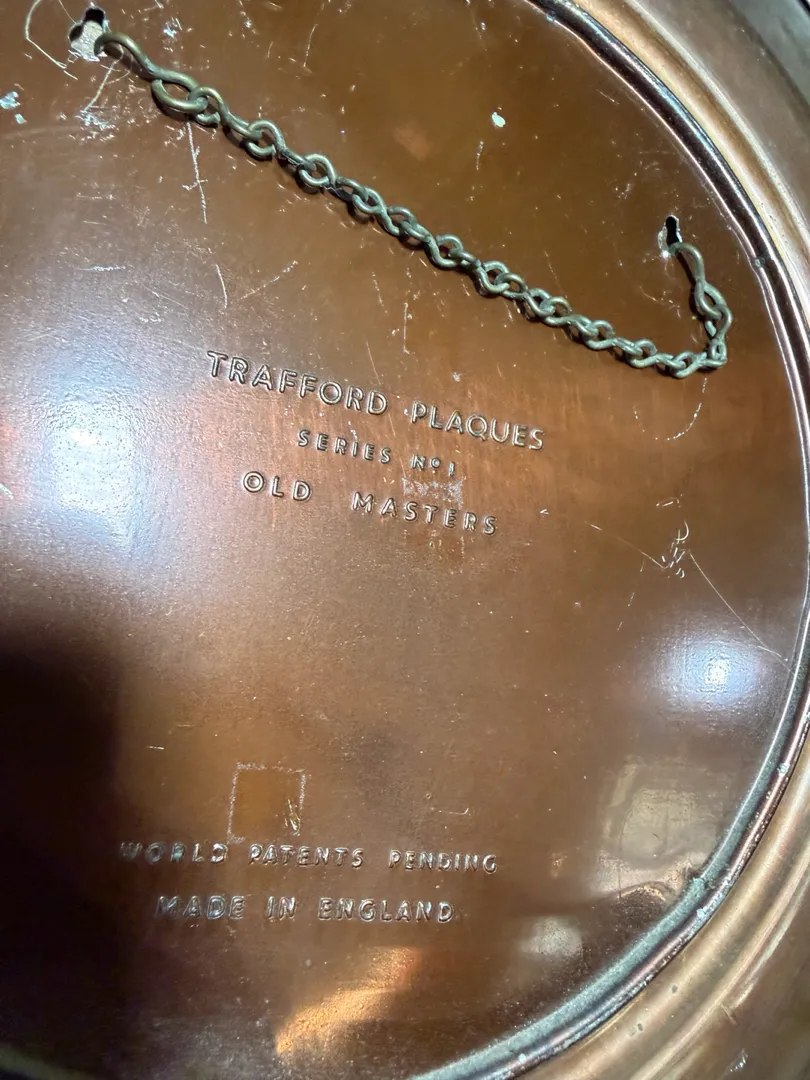 TRAFFORD PLAQUES
SERIES Nº 1
OLD MASTERS
WORLD PATENTS PENDING
MADE IN ENGLAND